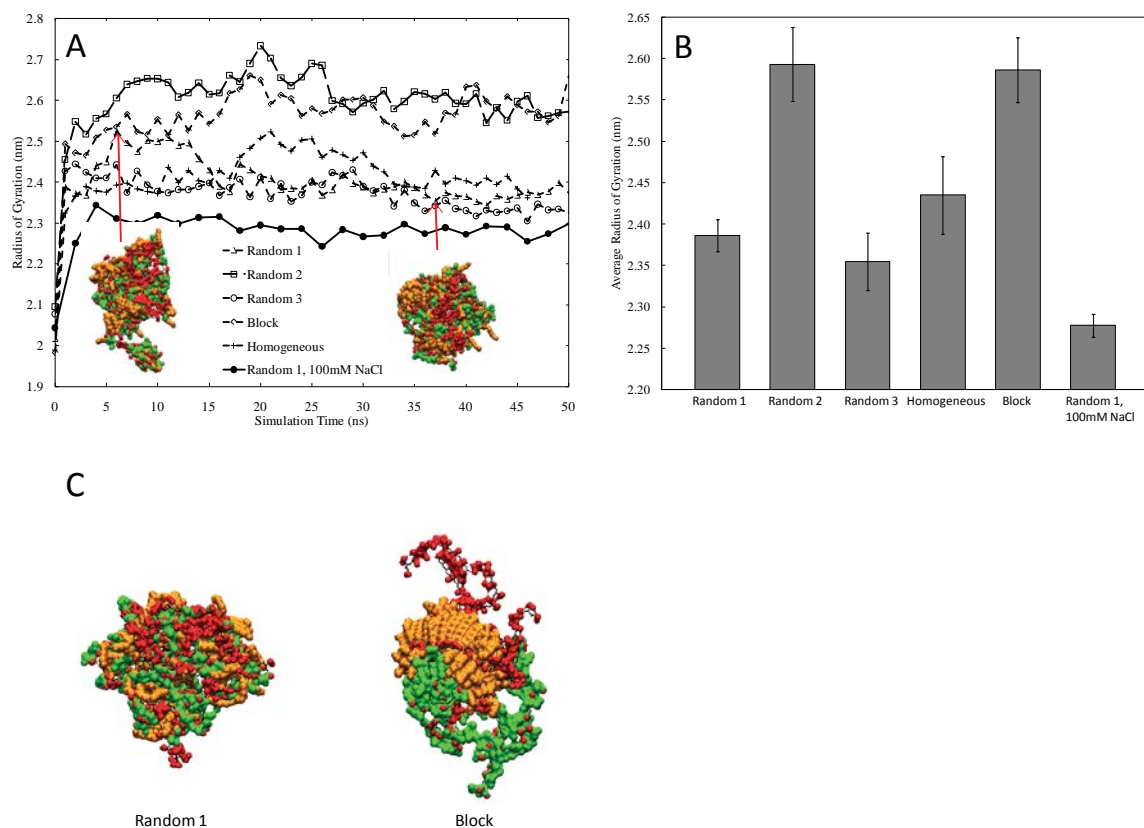 A
2.8
2.7
2.6
2.5
2.4
2.3
2.2
2.1
2
1.9
Radius of Gyration (nm)
0 5 10 15 20 25 30 35 40 45 50
Simulation Time (ns)
Random 1
Random 2
Random 3
Block
Homogeneous
Random 1, 100mM NaCl
B
2.65
2.60
2.55
2.50
2.45
2.40
2.35
2.30
2.25
2.20
Average Radius of Gyration (nm)
Random 1 Random 2 Random 3 Homogeneous Block Random 1,
100mM NaCl
C
Random 1 Block